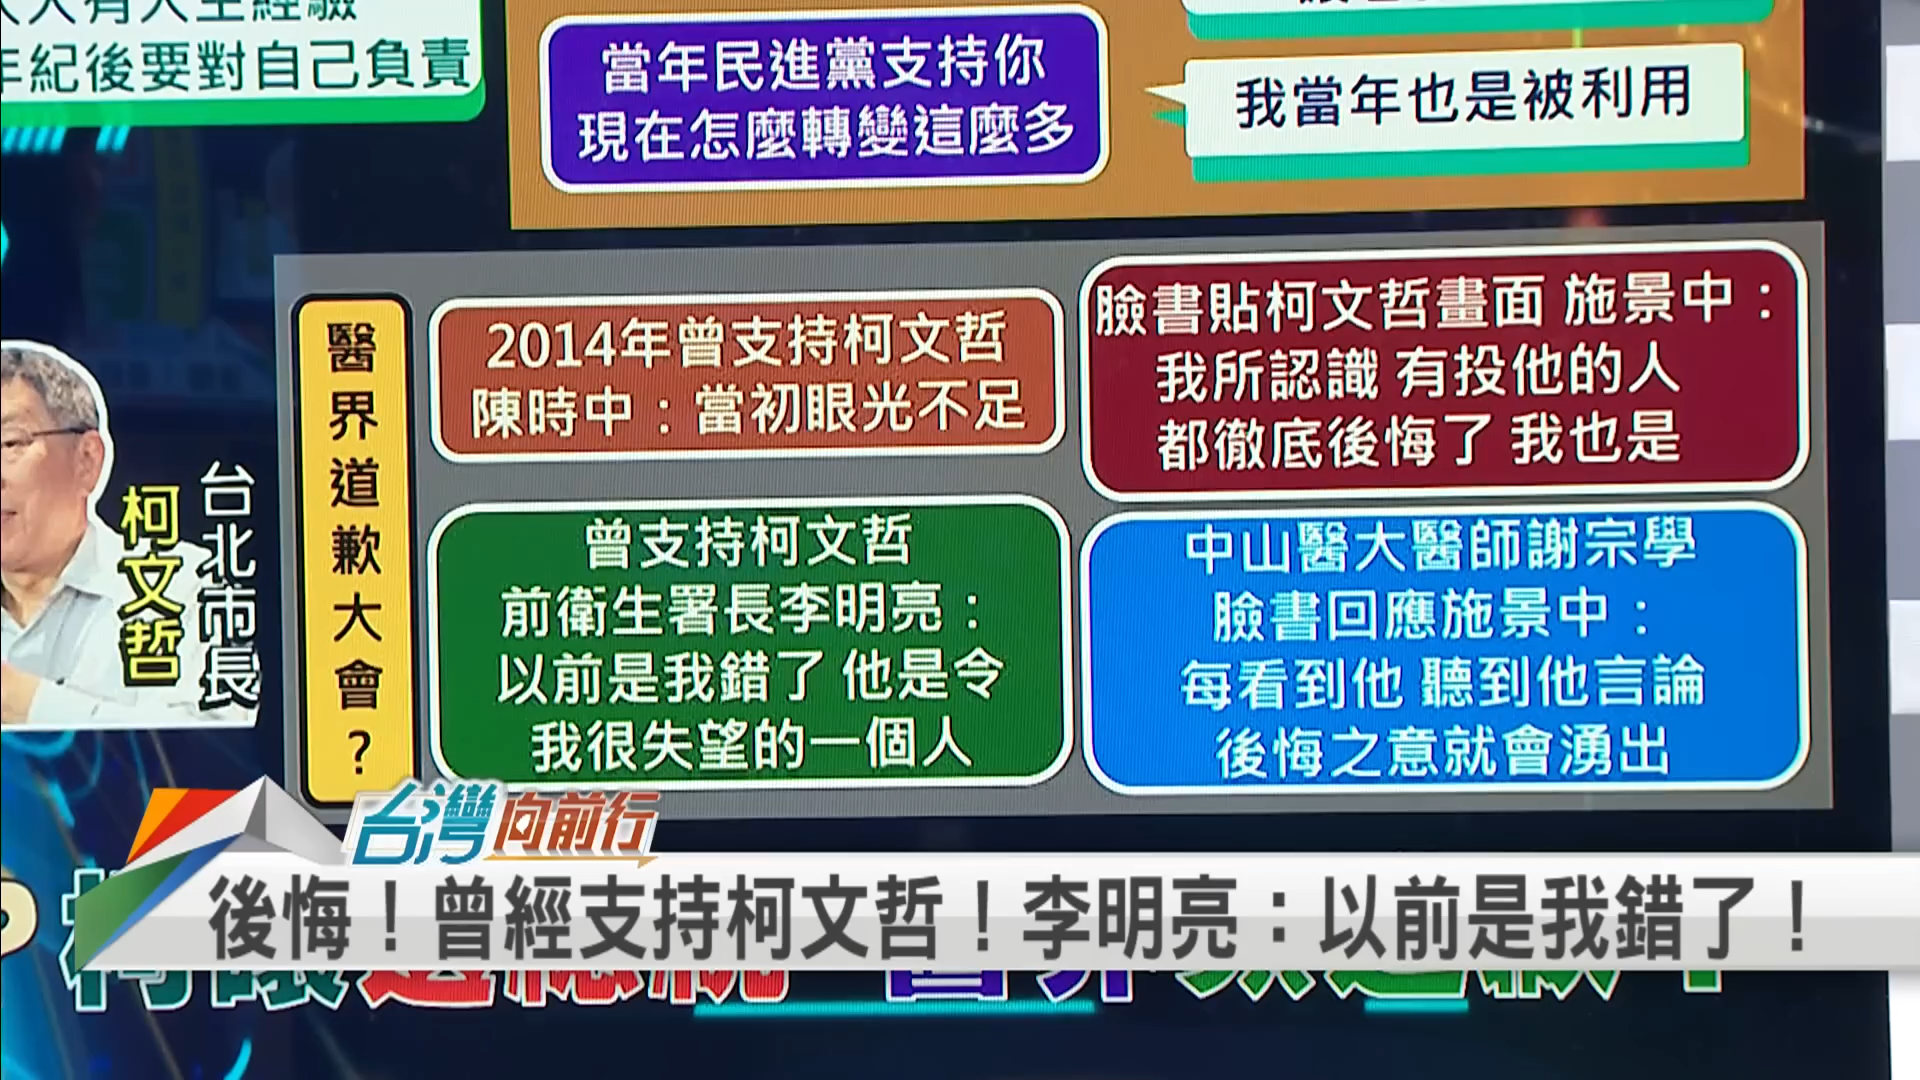 年紀後要對自己負責
當年民進黨支持你
現在怎麼轉變這麼多
我當年也是被利用
醫界道歉大會?
2014年曾支持柯文哲
陳時中:當初眼光不足
臉書貼柯文哲畫面 施景中:
我所認識 有投他的人
都徹底後悔了 我也是
曾支持柯文哲
前衛生署長李明亮:
以前是我錯了 他是令
我很失望的一個人
中山醫大醫師謝宗學
臉書回應施景中:
每看到他 聽到他言論
後悔之意就會湧出
台北市長
柯文哲
台灣向前行
後悔!曾經支持柯文哲!李明亮:以前是我錯了!